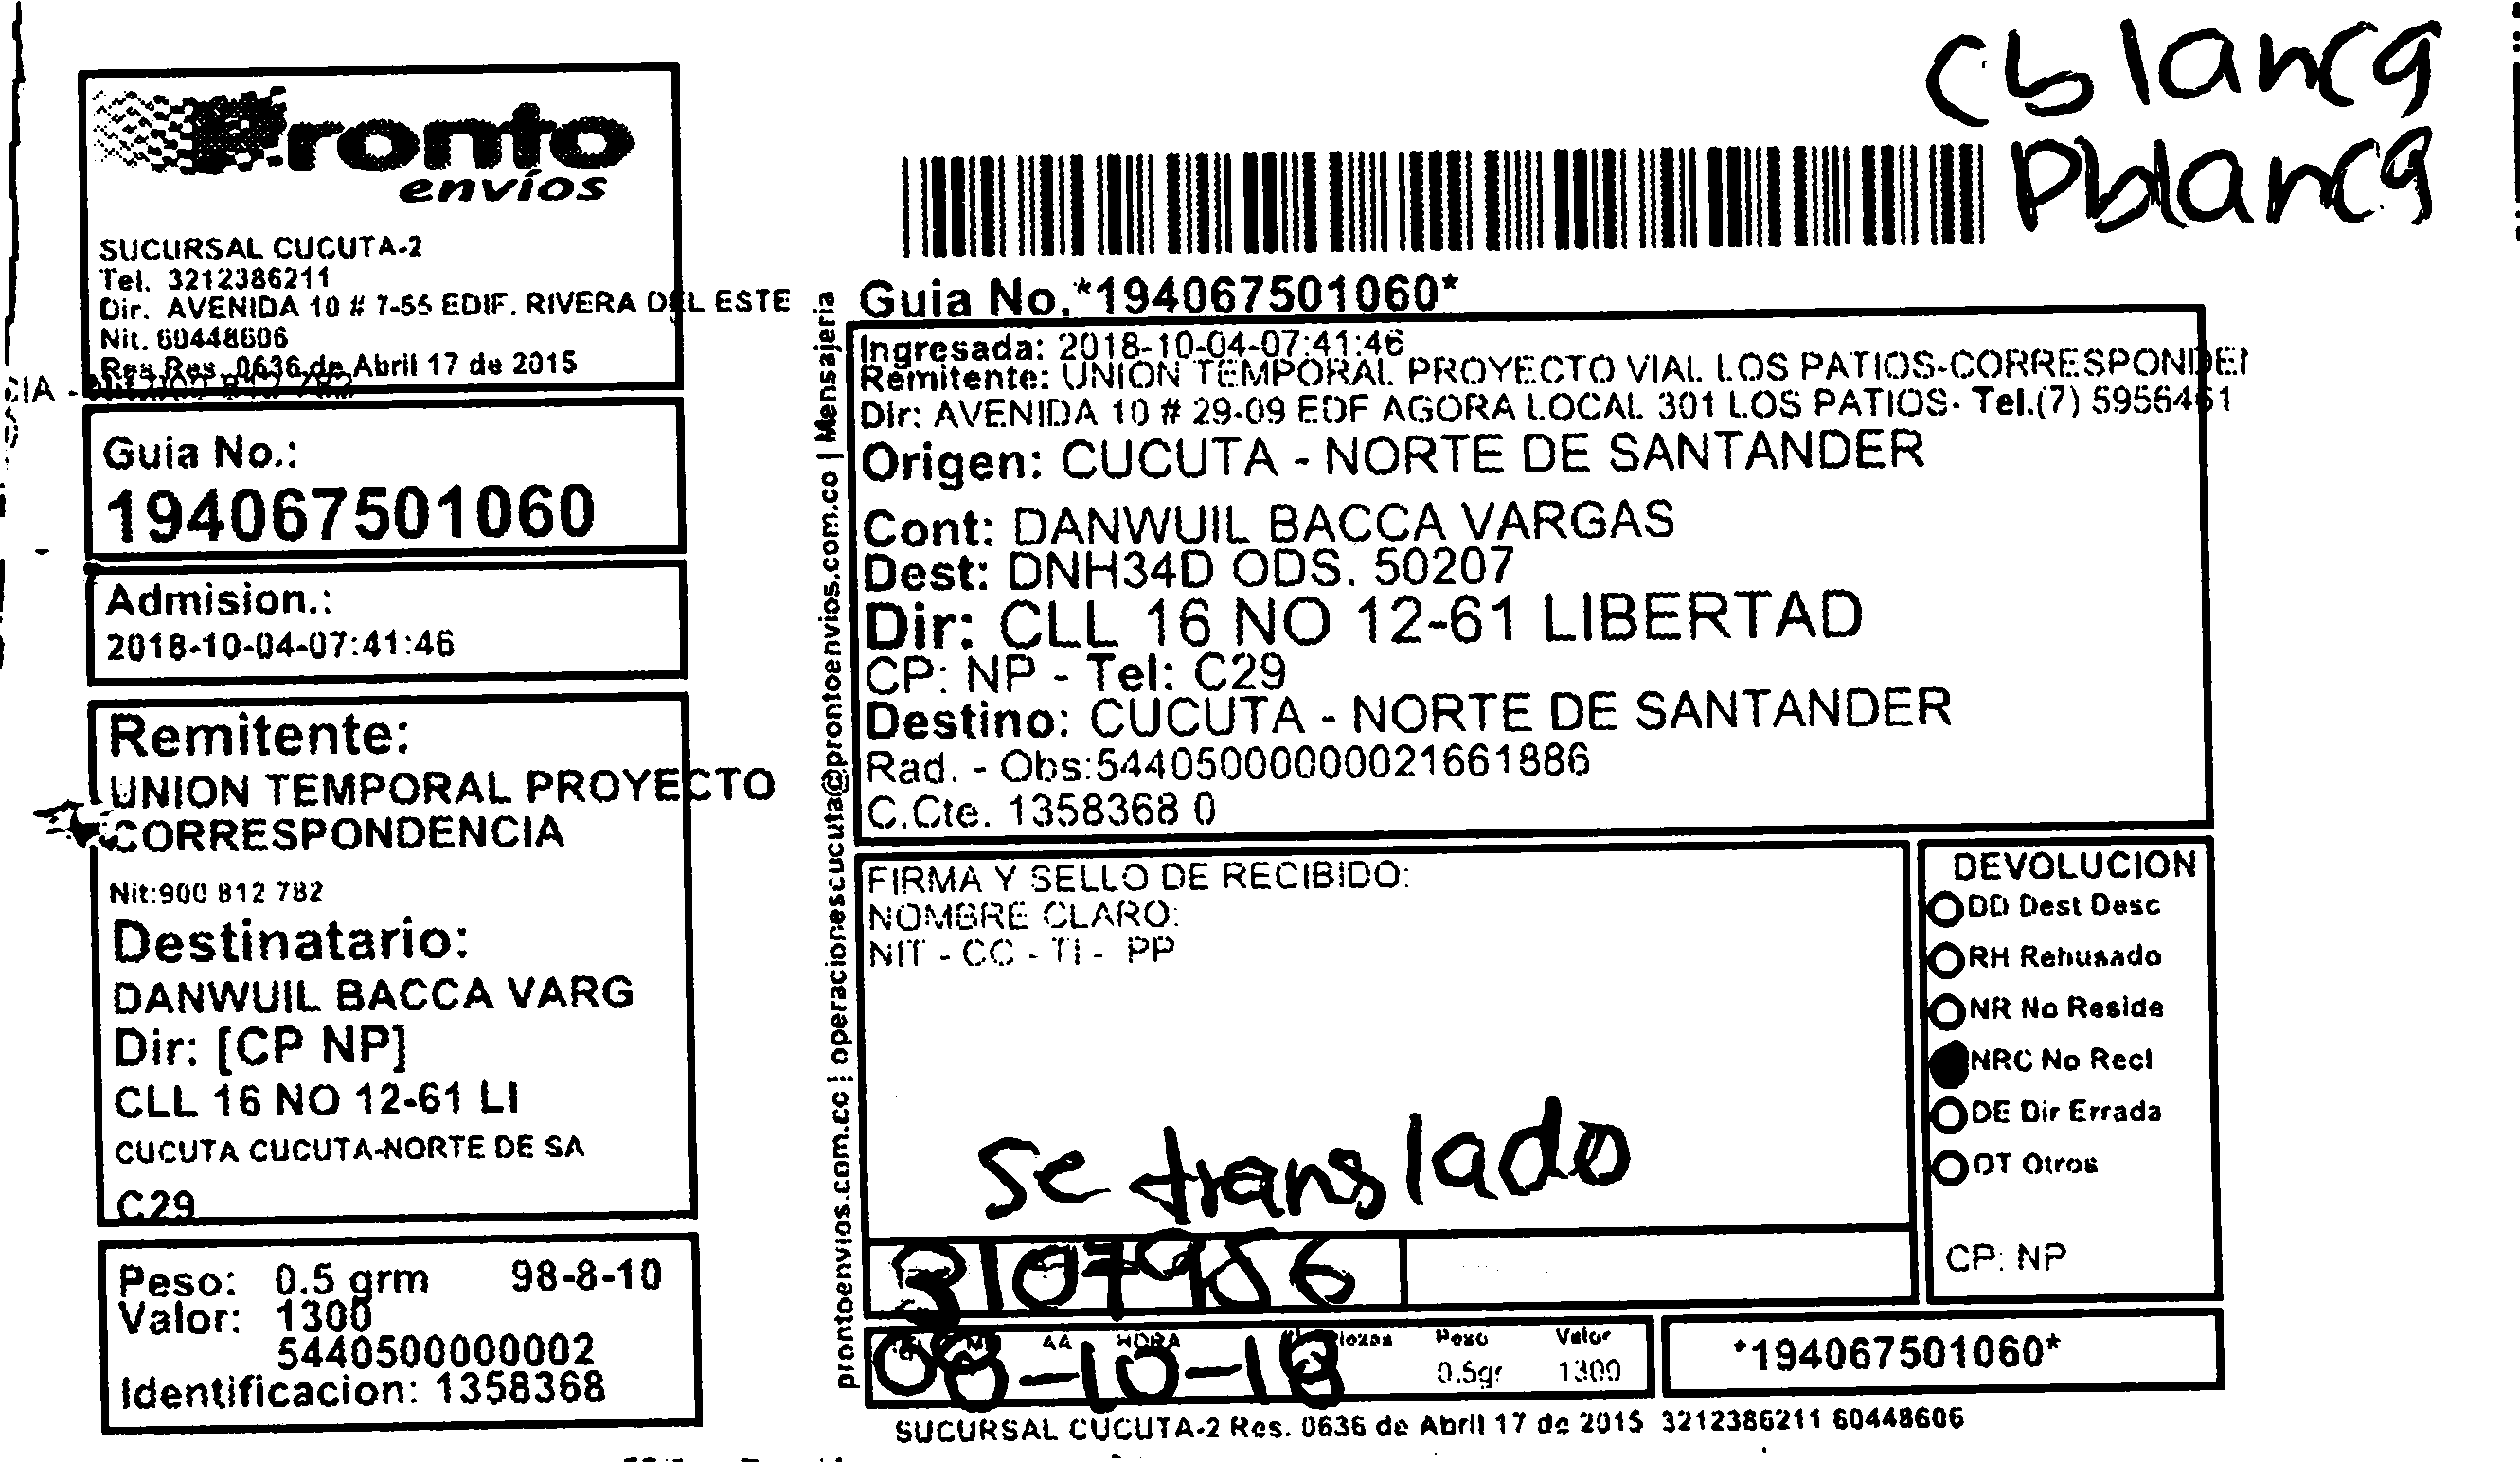 Cblanca
Pblanca
Pronto
envíos
SUCURSAL CUCUTA-2
Tel. 3212386211
Dir. AVENIDA 10 # 7-55 EDIF. RIVERA DEL ESTE
Nit. 60448606
Res Res. 0636 de Abril 17 de 2015
Guia No.:
194067501060
Admision.:
2018-10-04-07:41:46
Remitente:
UNION TEMPORAL PROYECTO
CORRESPONDENCIA
Nit:900 812 782
Destinatario:
DANWUIL BACCA VARG
Dir: [CP NP]
CLL 16 NO 12-61 LI
CUCUTA CUCUTA-NORTE DE SA
C29
Peso: 0.5 grm 98-8-10
Valor: 1300
5440500000002
Identificacion: 1358368
prontoenvios.com.co | operacionescucuta@prontoenvios.com.co | Mensajeria
Guia No.*194067501060*
Ingresada: 2018-10-04-07:41:46
Remitente: UNION TEMPORAL PROYECTO VIAL LOS PATIOS-CORRESPONDEN
Dir: AVENIDA 10 # 29-09 EDF AGORA LOCAL 301 LOS PATIOS- Tel.(7) 5956461
Origen: CUCUTA - NORTE DE SANTANDER
Cont: DANWUIL BACCA VARGAS
Dest: DNH34D ODS. 50207
Dir: CLL 16 NO 12-61 LIBERTAD
CP: NP - Tel: C29
Destino: CUCUTA - NORTE DE SANTANDER
Rad. - Obs:54405000000021661886
C.Cte. 1358368 0
FIRMA Y SELLO DE RECIBIDO:
NOMBRE CLARO:
NIT - CC - TI - PP
se translado
3107956
AA HORA Piezas Peso Valor
08-10-18 0.5gr 1300
DEVOLUCION
DD Dest Desc
RH Rehusado
NR No Reside
NRC No Recl
DE Dir Errada
OT Otros
CP: NP
*194067501060*
SUCURSAL CUCUTA-2 Res. 0636 de Abril 17 de 2015 3212386211 60448606